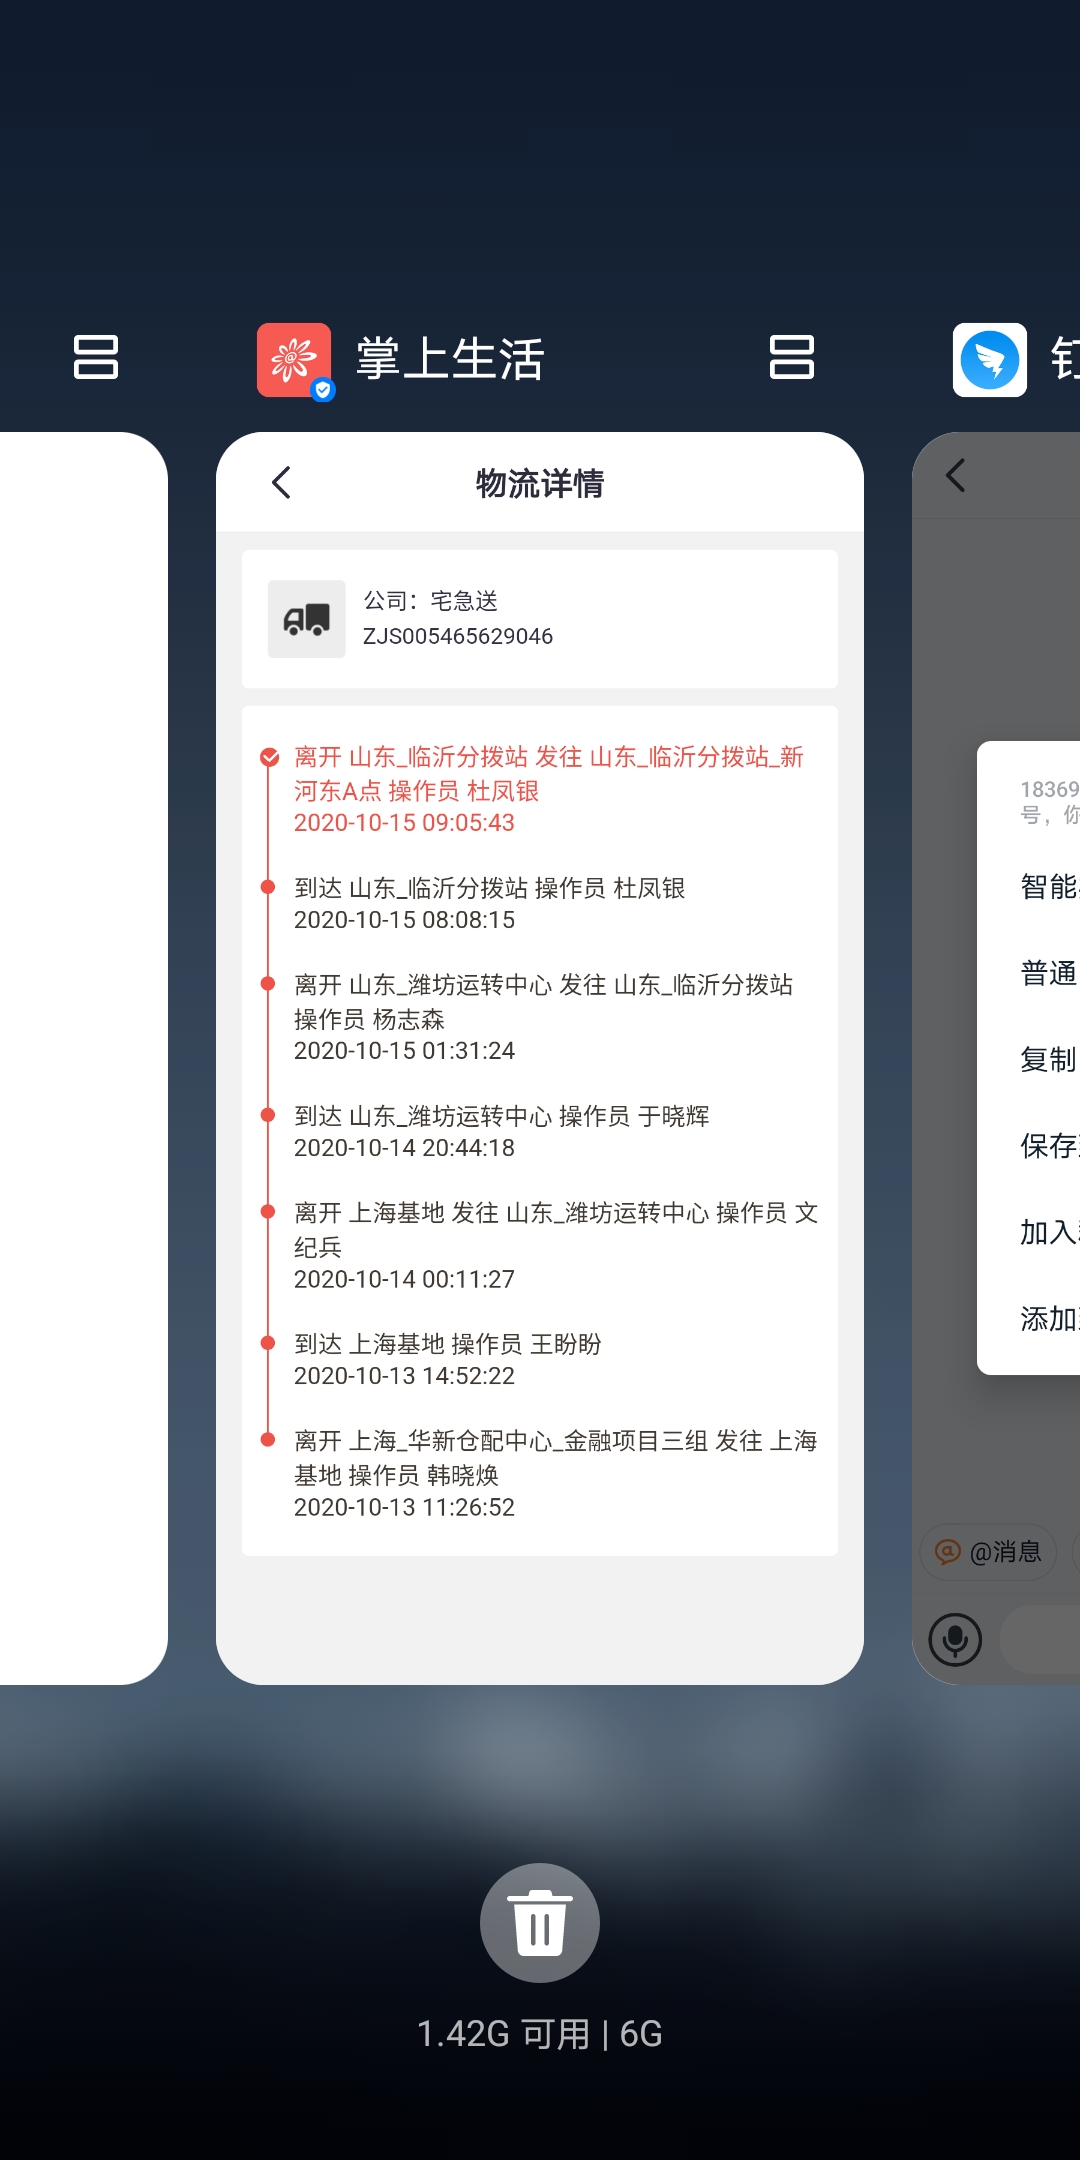 掌上生活
钉
物流详情
公司：宅急送
ZJS005465629046
离开 山东_临沂分拨站 发往 山东_临沂分拨站_新
河东A点 操作员 杜凤银
2020-10-15 09:05:43
到达 山东_临沂分拨站 操作员 杜凤银
2020-10-15 08:08:15
离开 山东_潍坊运转中心 发往 山东_临沂分拨站
操作员 杨志森
2020-10-15 01:31:24
到达 山东_潍坊运转中心 操作员 于晓辉
2020-10-14 20:44:18
离开 上海基地 发往 山东_潍坊运转中心 操作员 文
纪兵
2020-10-14 00:11:27
到达 上海基地 操作员 王盼盼
2020-10-13 14:52:22
离开 上海_华新仓配中心_金融项目三组 发往 上海
基地 操作员 韩晓焕
2020-10-13 11:26:52
18369
号，你
智能
普通
复制
保存
加入
添加
@消息
1.42G 可用 | 6G